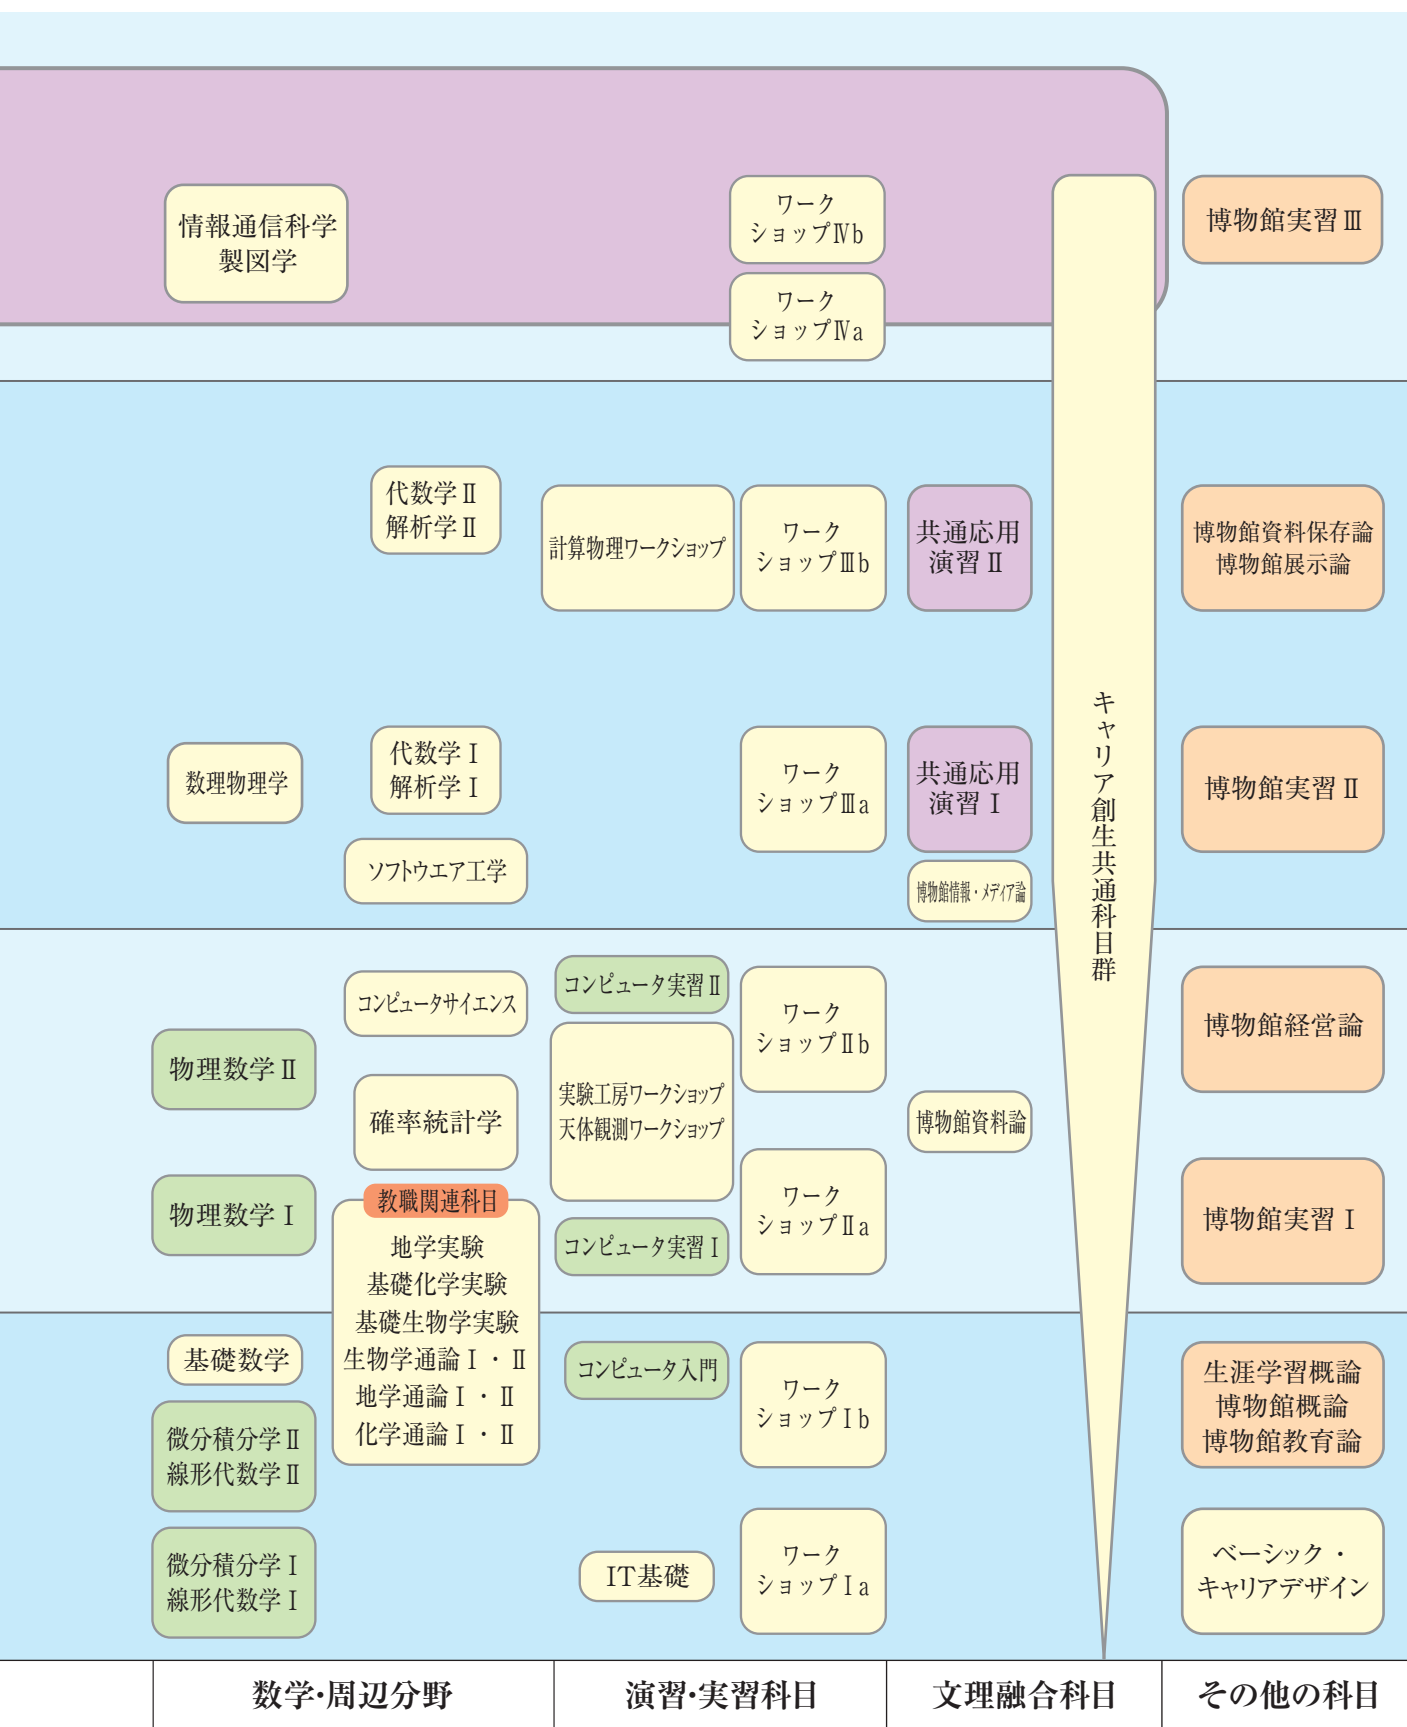 情報通信科学
製図学
ワーク
ショップⅣb
ワーク
ショップⅣa
博物館実習Ⅲ
代数学Ⅱ
解析学Ⅱ
計算物理ワークショップ
ワーク
ショップⅢb
共通応用
演習Ⅱ
博物館資料保存論
博物館展示論
数理物理学
代数学Ⅰ
解析学Ⅰ
ソフトウエア工学
ワーク
ショップⅢa
共通応用
演習Ⅰ
博物館情報・メディア論
キャリア創生共通科目群
博物館実習Ⅱ
コンピュータサイエンス
物理数学Ⅱ
確率統計学
コンピュータ実習Ⅱ
実験工房ワークショップ
天体観測ワークショップ
ワーク
ショップⅡb
博物館資料論
博物館経営論
物理数学Ⅰ
教職関連科目
地学実験
基礎化学実験
基礎生物学実験
生物学通論Ⅰ・Ⅱ
地学通論Ⅰ・Ⅱ
化学通論Ⅰ・Ⅱ
コンピュータ実習Ⅰ
ワーク
ショップⅡa
博物館実習Ⅰ
基礎数学
微分積分学Ⅱ
線形代数学Ⅱ
コンピュータ入門
ワーク
ショップⅠb
生涯学習概論
博物館概論
博物館教育論
微分積分学Ⅰ
線形代数学Ⅰ
IT基礎
ワーク
ショップⅠa
ベーシック・
キャリアデザイン
数学・周辺分野
演習・実習科目
文理融合科目
その他の科目